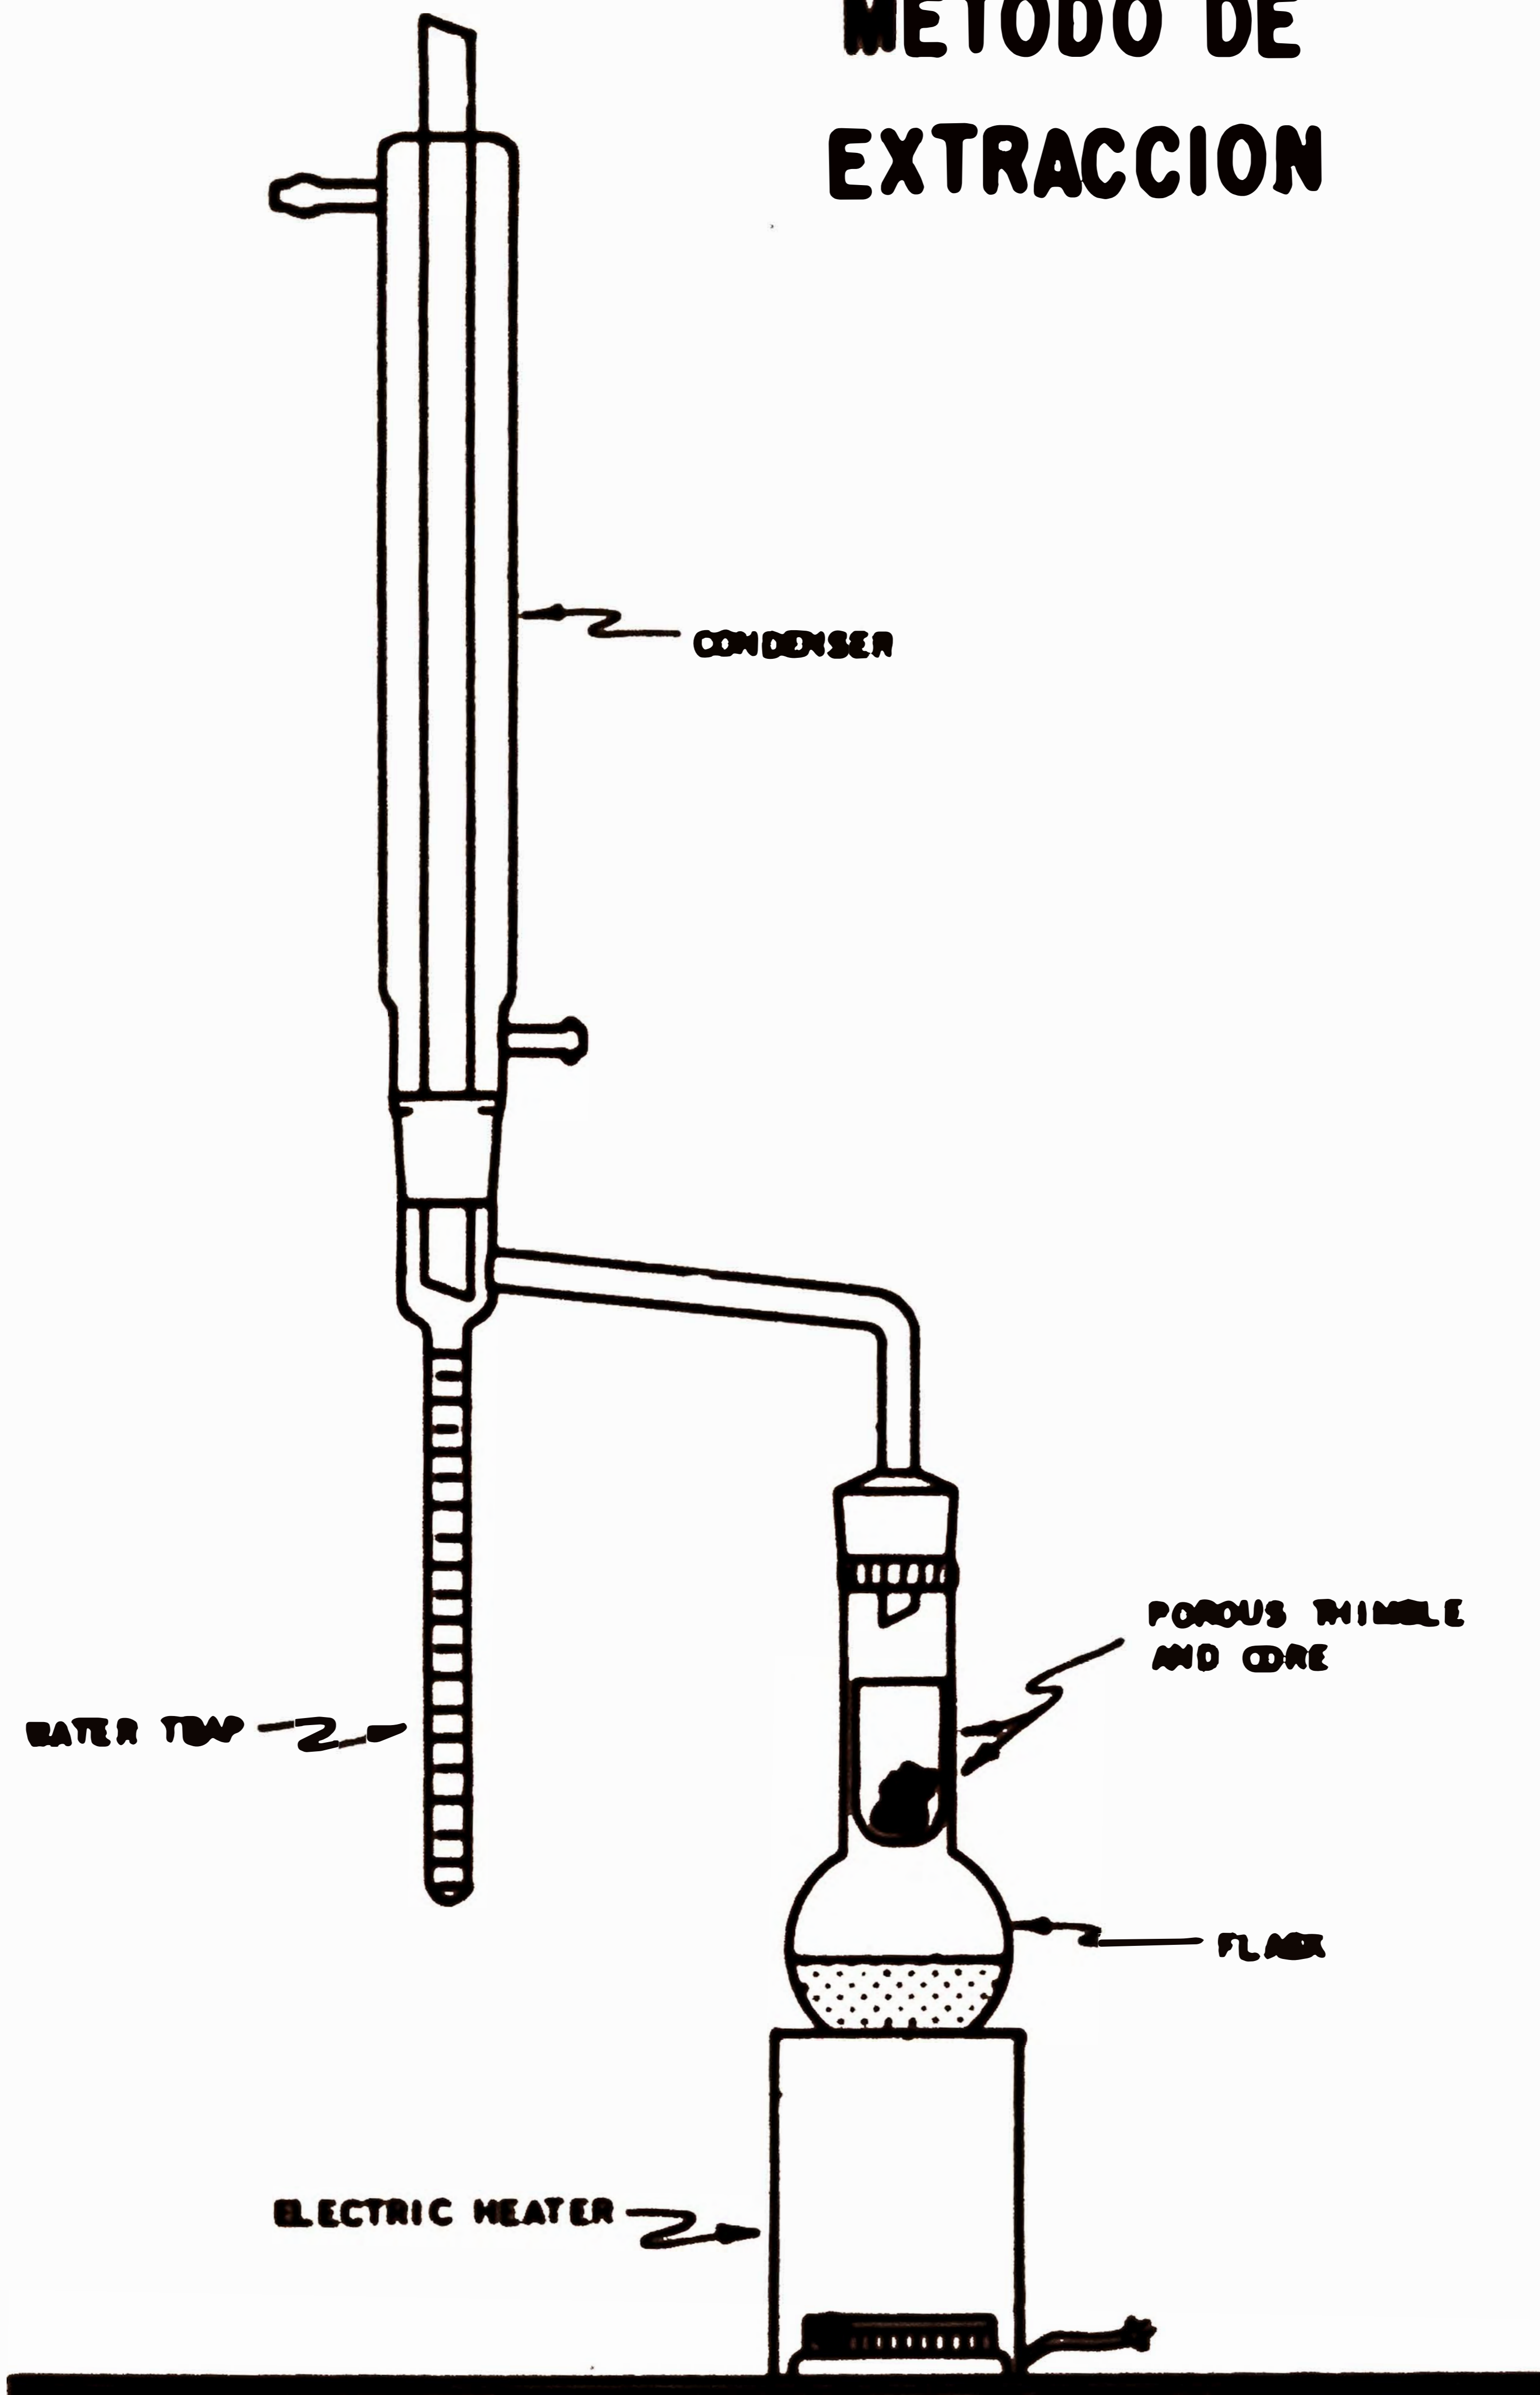 METODO DE
EXTRACCION
CONDENSER
POROUS THIMBLE
AND CORE
WATER TRAP
FLASK
ELECTRIC HEATER